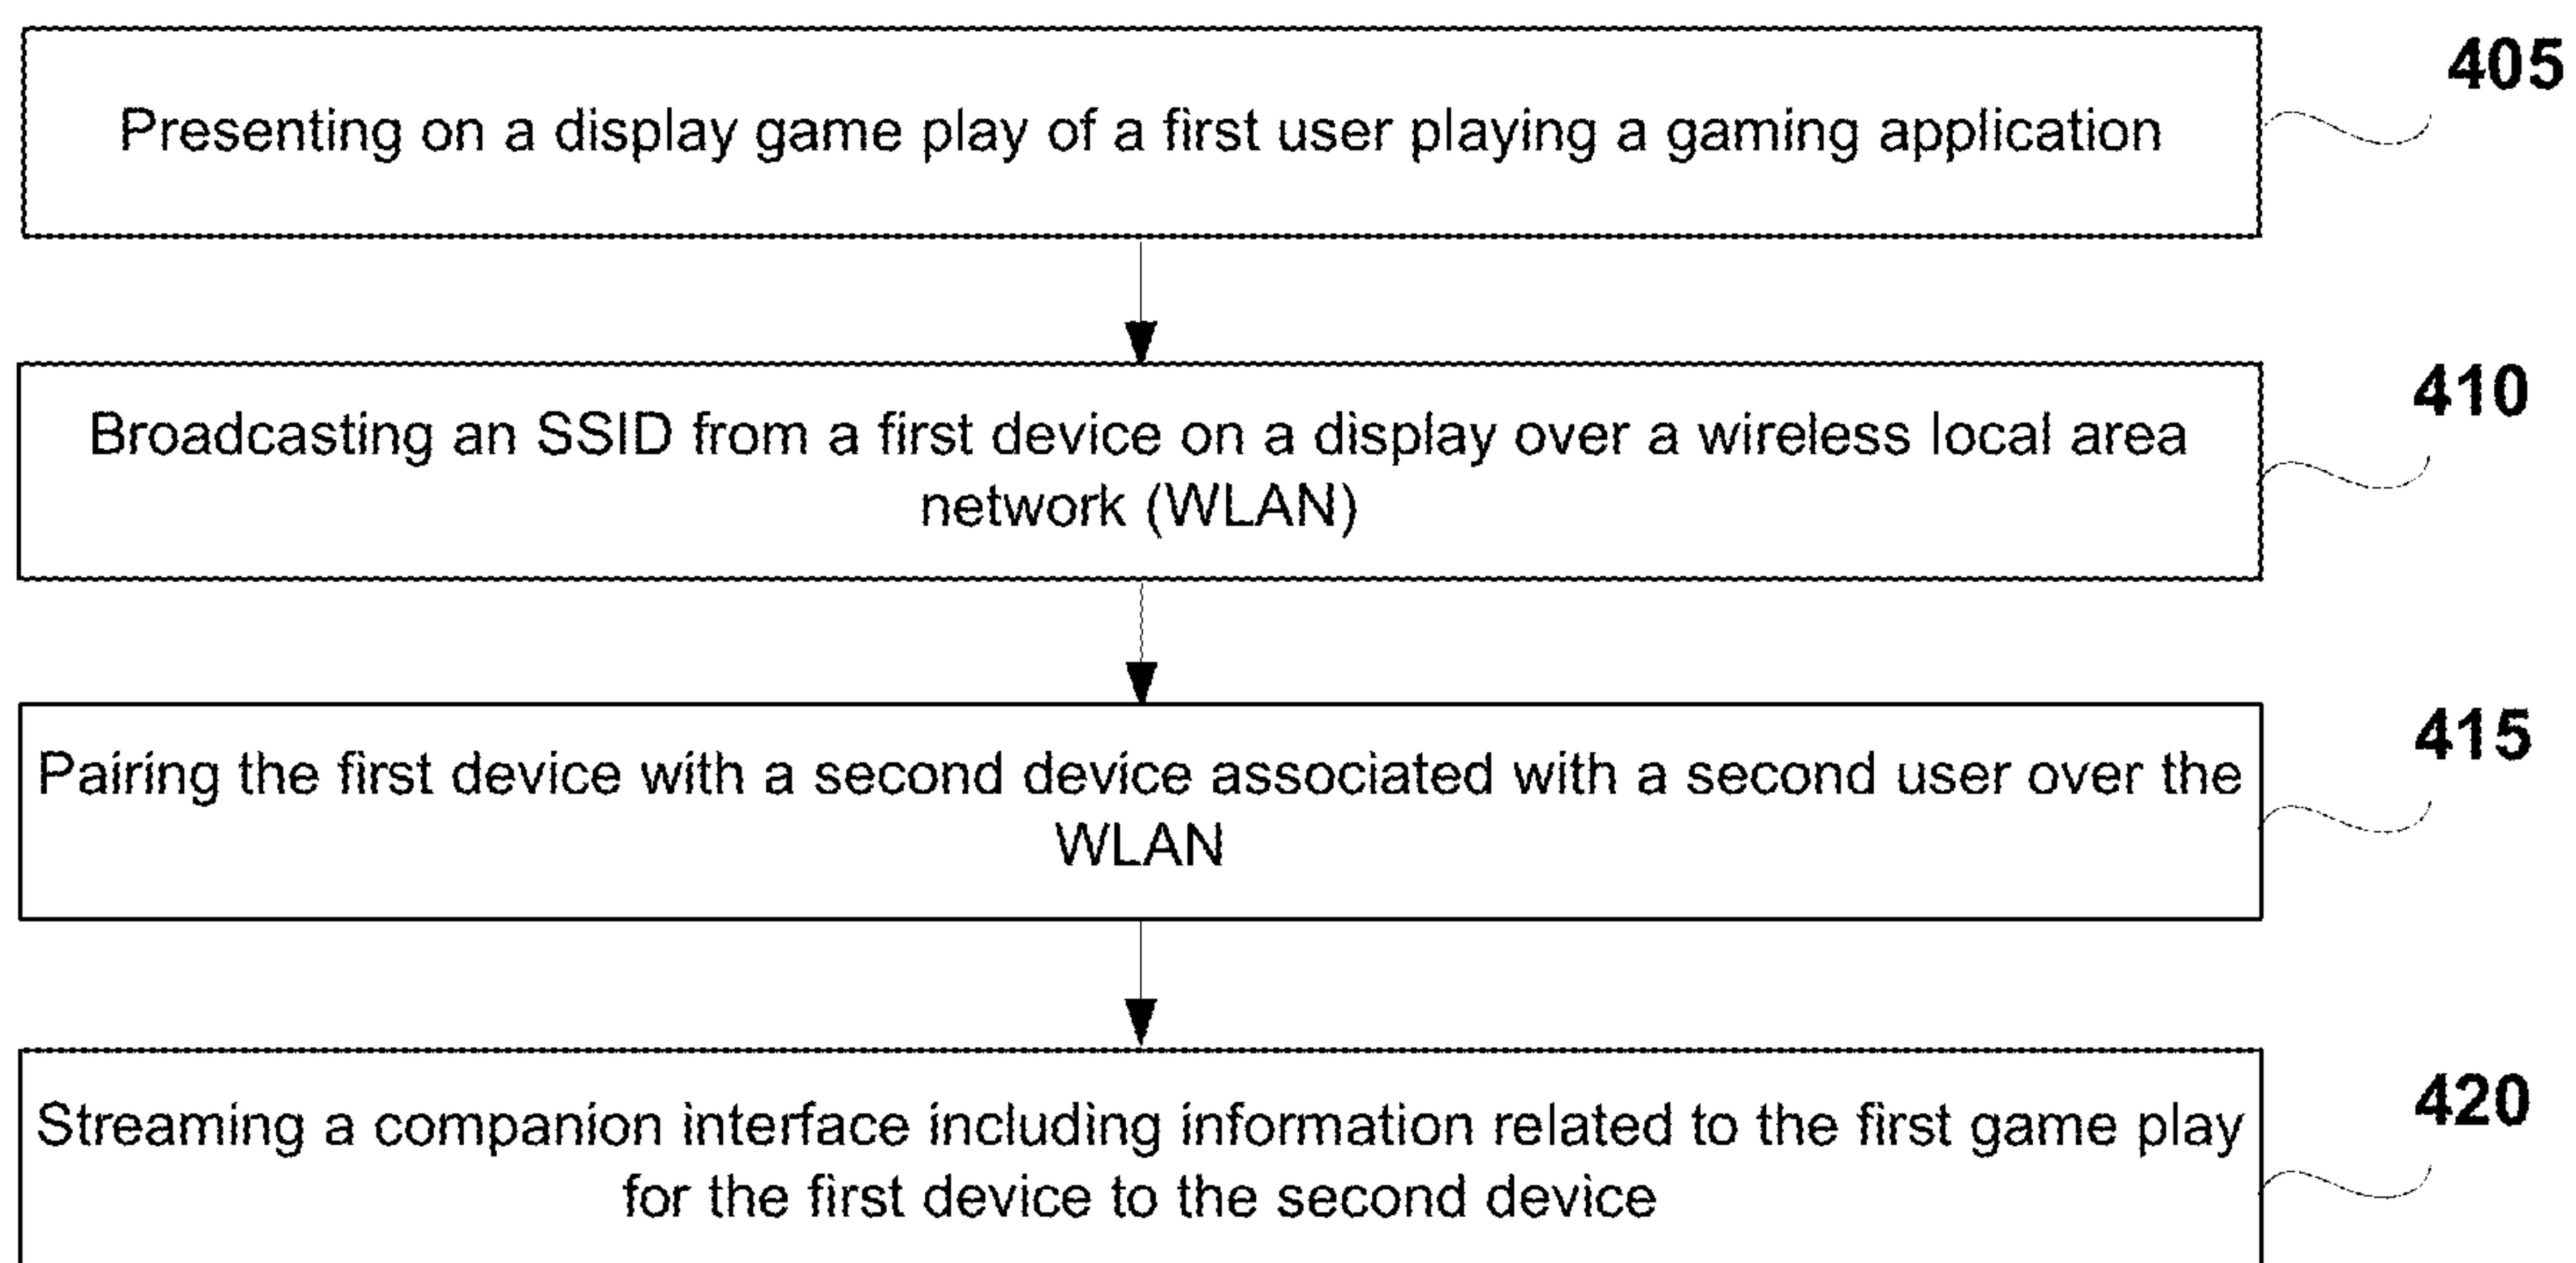 Presenting on a display game play of a first user playing a gaming application
405
Broadcasting an SSID from a first device on a display over a wireless local area
network (WLAN)
410
Pairing the first device with a second device associated with a second user over the
WLAN
415
Streaming a companion interface including information related to the first game play
for the first device to the second device
420